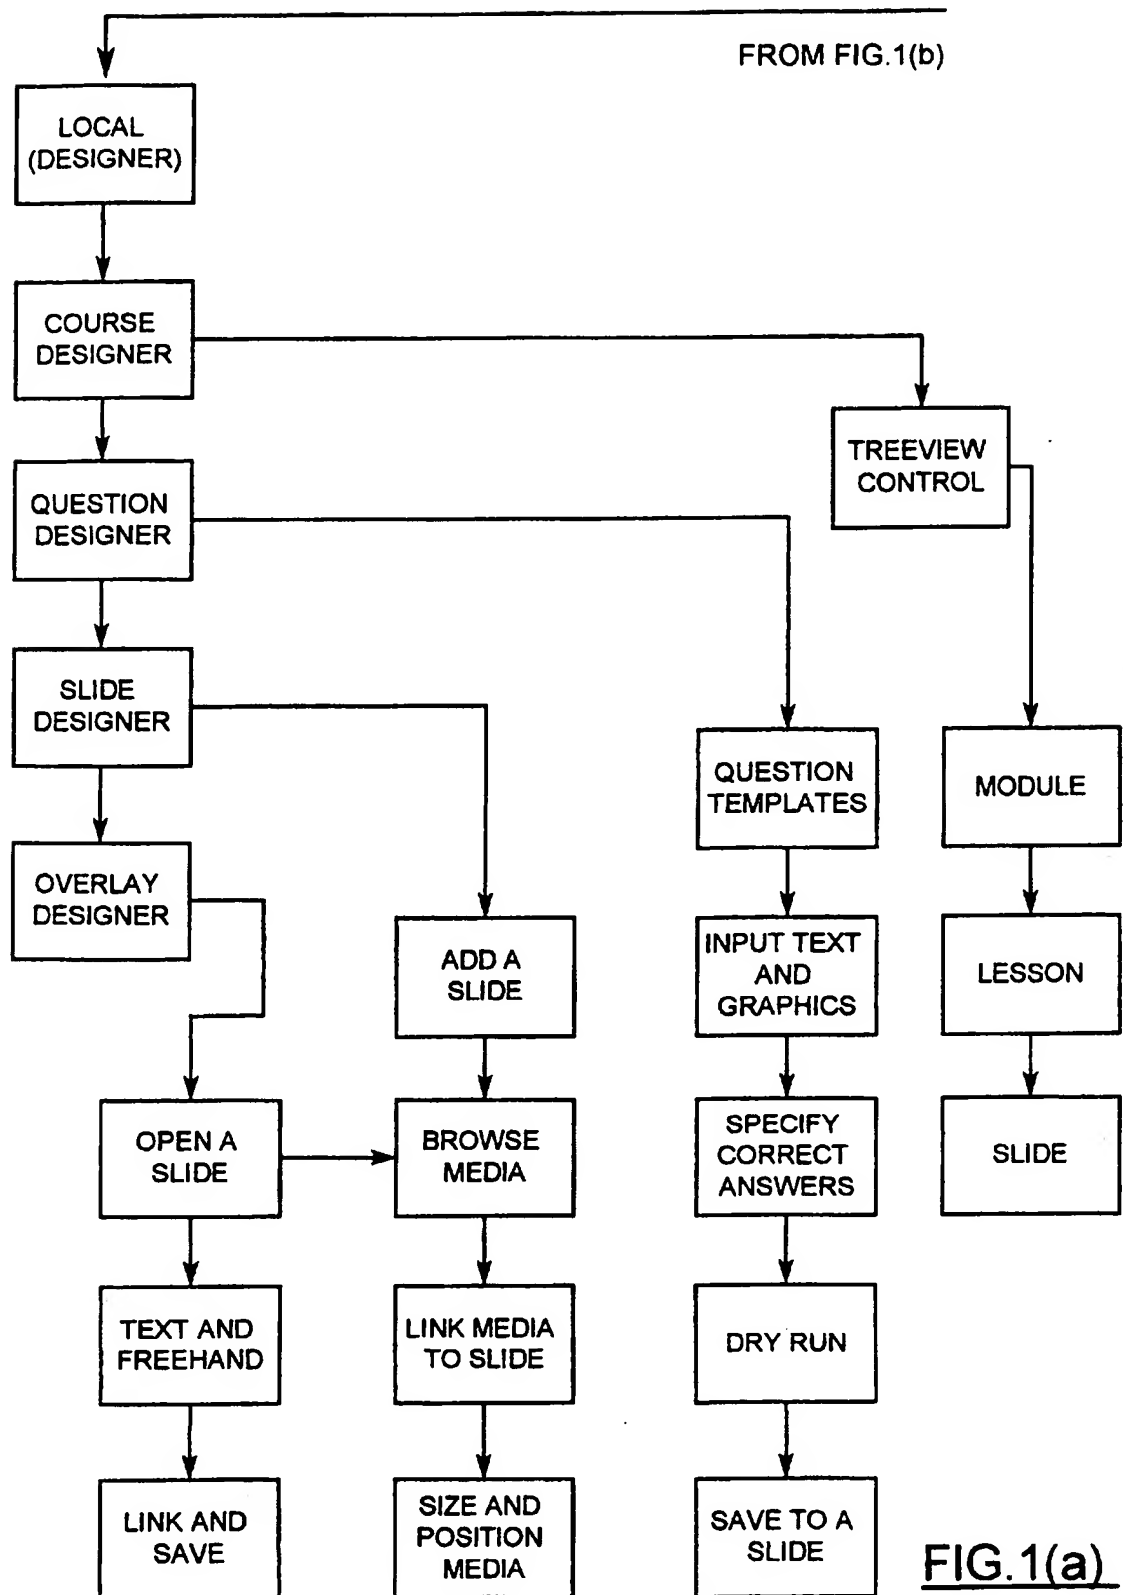 FROM FIG.1(b)
LOCAL
(DESIGNER)
COURSE
DESIGNER
TREEVIEW
CONTROL
QUESTION
DESIGNER
SLIDE
DESIGNER
QUESTION
TEMPLATES
MODULE
OVERLAY
DESIGNER
ADD A
SLIDE
INPUT TEXT
AND
GRAPHICS
LESSON
OPEN A
SLIDE
BROWSE
MEDIA
SPECIFY
CORRECT
ANSWERS
SLIDE
TEXT AND
FREEHAND
LINK MEDIA
TO SLIDE
DRY RUN
LINK AND
SAVE
SIZE AND
POSITION
MEDIA
SAVE TO A
SLIDE
FIG.1(a)